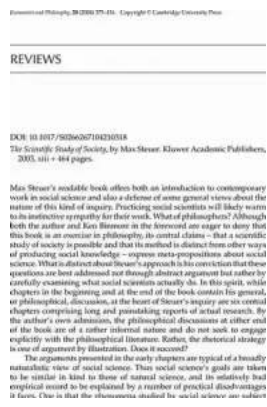 Economics and Philosophy, 20 (2004) 375–   Copyright © Cambridge University Press
REVIEWS
DOI: 10.1017/S0266267104210318
The Scientific Study of Society, by Max Steuer. Kluwer Academic Publishers,
2003, xiii + 464 pages.
Max Steuer's readable book offers both an introduction to contemporary
work in social science and also a defense of some general views about the
nature of this kind of inquiry. Practicing social scientists will likely warm
to its instinctive sympathy for their work. What of philosophers? Although
both the author and Ken Binmore in the foreword are eager to deny that
this book is an exercise in philosophy, its central claims – that a scientific
study of society is possible and that its method is distinct from other ways
of producing social knowledge – express meta-propositions about social
science. What is distinct about Steuer's approach is his conviction that these
questions are best addressed not through abstract argument but rather by
carefully examining what social scientists actually do. In this spirit, while
chapters in the beginning and at the end of the book contain his general,
or philosophical, discussion, at the heart of Steuer's inquiry are six central
chapters comprising long and painstaking reports of actual research. By
the author's own admission, the philosophical discussions at either end
of the book are of a rather informal nature and do not seek to engage
explicitly with the philosophical literature. Rather, the rhetorical strategy
is one of argument by illustration. Does it succeed?
The arguments presented in the early chapters are typical of a broadly
naturalistic view of social science. Thus social science's goals are taken
to be similar in kind to those of natural science, and its relatively bad
empirical record to be explained by a number of practical disadvantages
it faces. One is that the phenomena studied by social science are subject